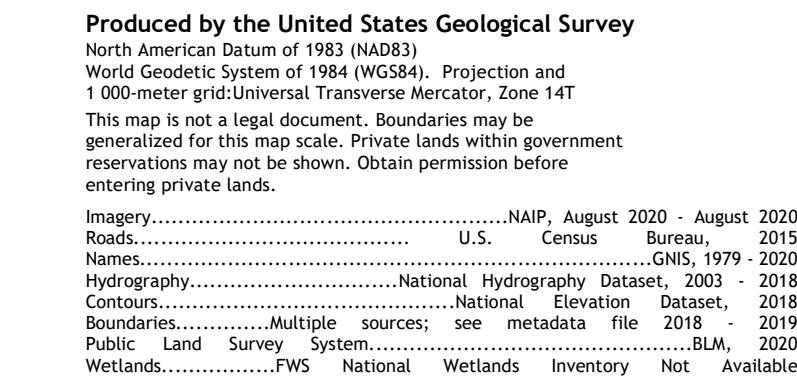 Produced by the United States Geological Survey
North American Datum of 1983 (NAD83)
World Geodetic System of 1984 (WGS84). Projection and
1 000-meter grid:Universal Transverse Mercator, Zone 14T
This map is not a legal document. Boundaries may be
generalized for this map scale. Private lands within government
reservations may not be shown. Obtain permission before
entering private lands.
Imagery.....................................................NAIP, August 2020 - August 2020
Roads......................................... U.S. Census Bureau, 2015
Names............................................................................GNIS, 1979 - 2020
Hydrography...............................National Hydrography Dataset, 2003 - 2018
Contours............................................National Elevation Dataset, 2018
Boundaries..............Multiple sources; see metadata file 2018 - 2019
Public Land Survey System................................................BLM, 2020
Wetlands.................FWS National Wetlands Inventory Not Available